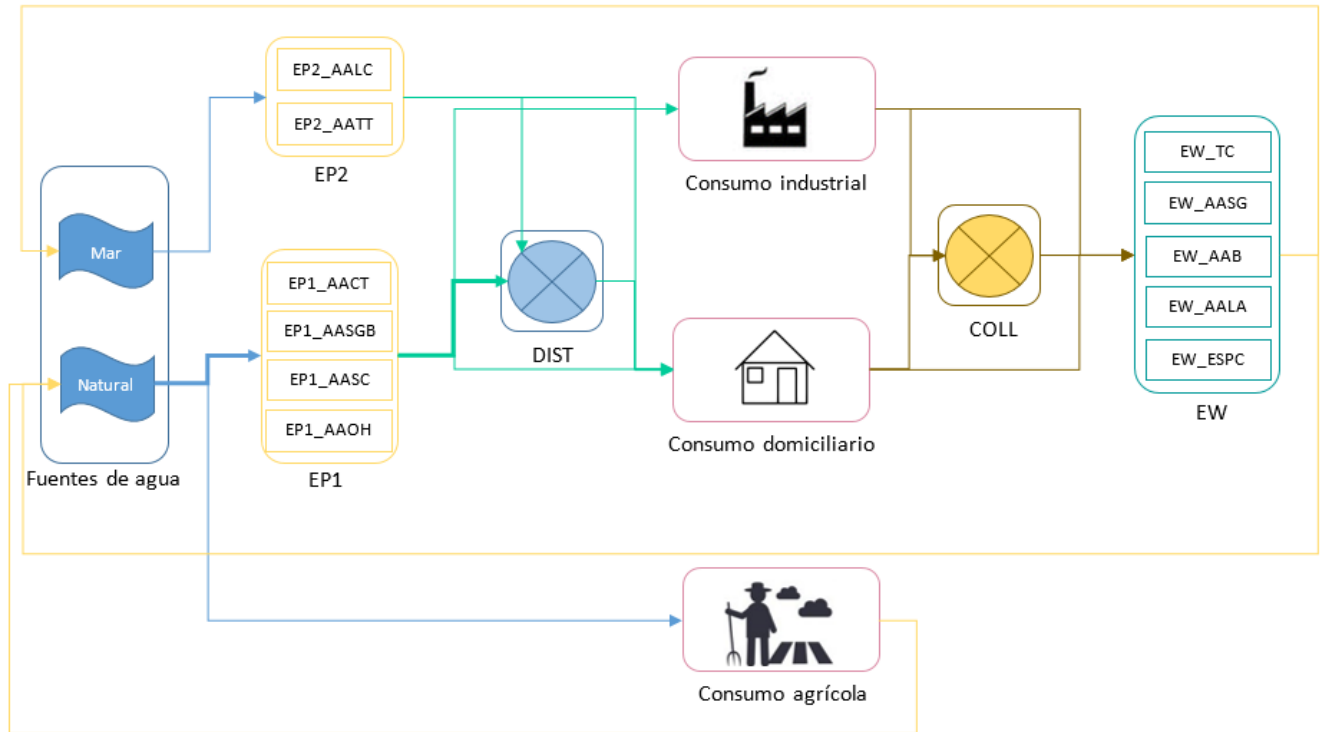 Mar
Natural
Fuentes de agua
EP2_AALC
EP2_AATT
EP2
EP1_AACT
EP1_AASGB
EP1_AASC
EP1_AAOH
EP1
DIST
Consumo industrial
Consumo domiciliario
Consumo agrícola
COLL
EW_TC
EW_AASG
EW_AAB
EW_AALA
EW_ESPC
EW